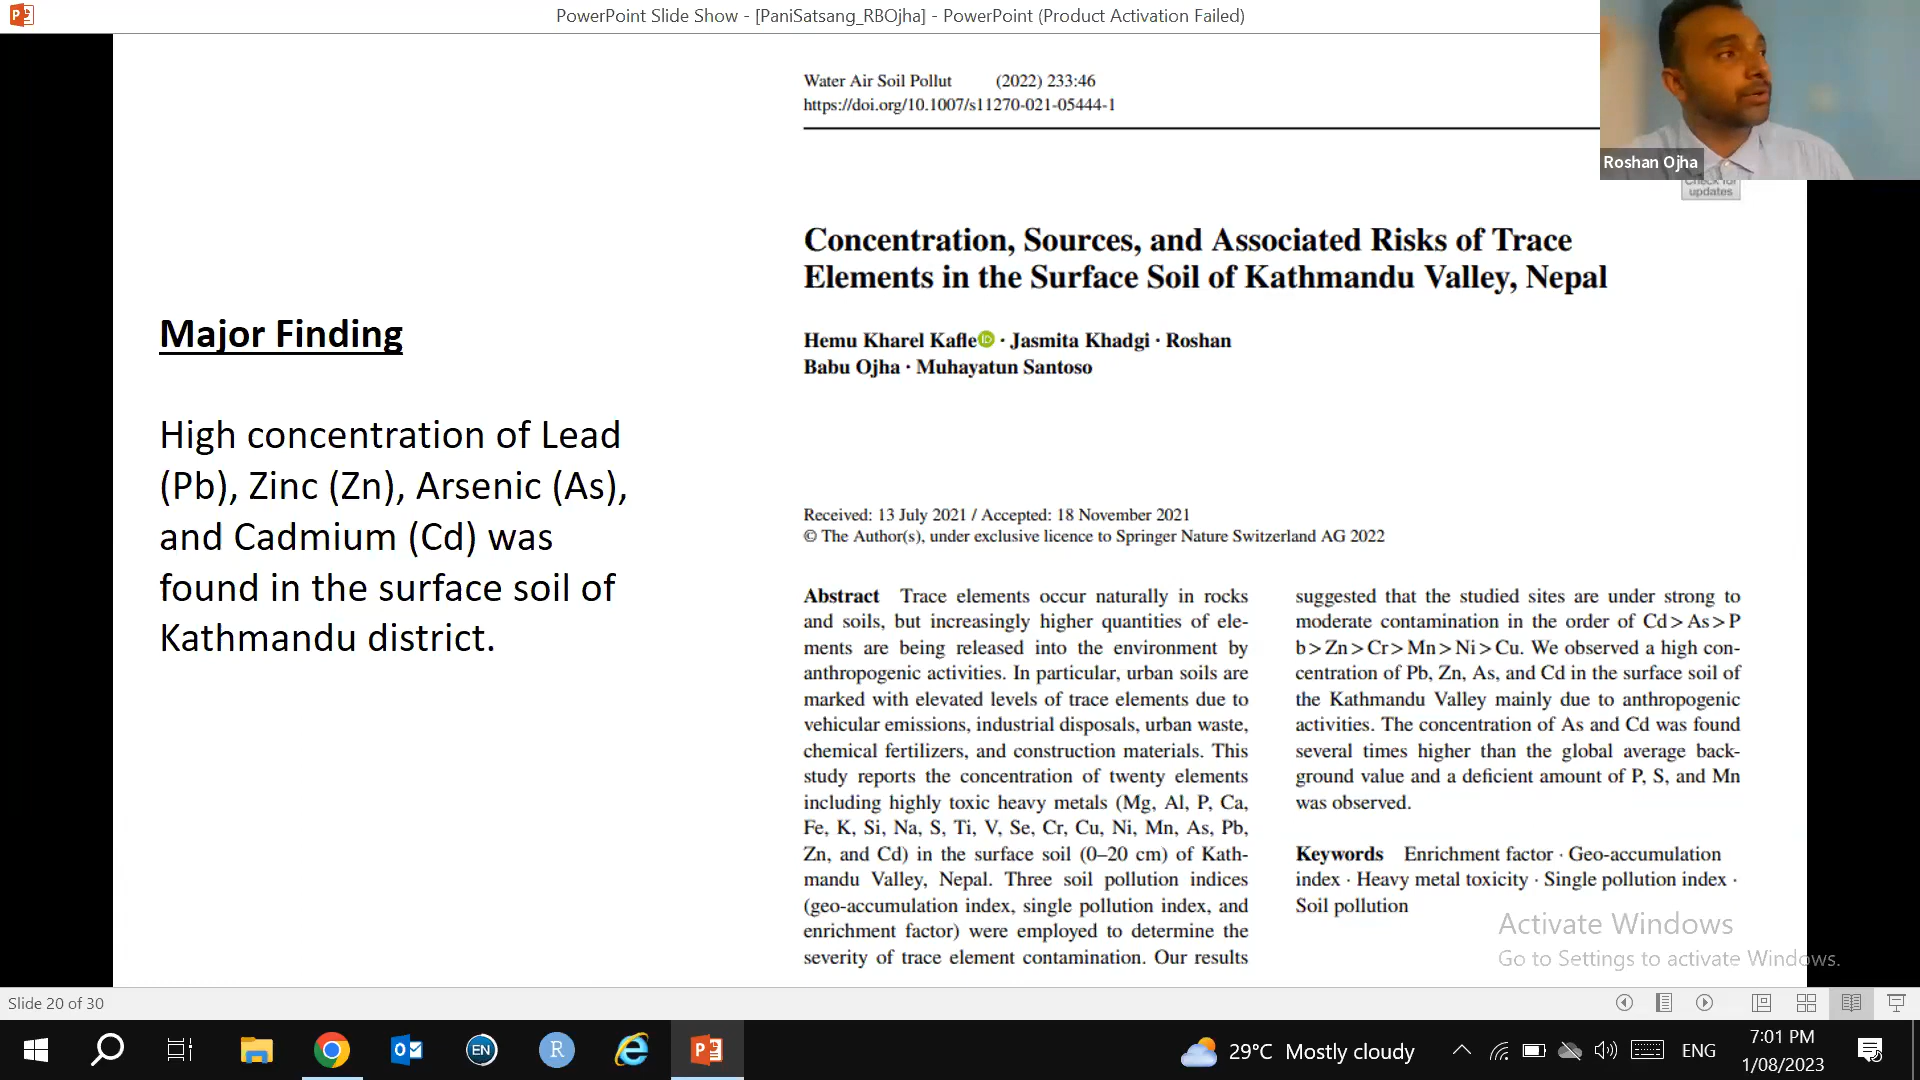 PowerPoint Slide Show - [PaniSatsang_RBOjha] - PowerPoint (Product Activation Failed)
Roshan Ojha
Water Air Soil Pollut (2022) 233:46
https://doi.org/10.1007/s11270-021-05444-1
Check for
updates
Concentration, Sources, and Associated Risks of Trace
Elements in the Surface Soil of Kathmandu Valley, Nepal
Hemu Kharel Kafle · Jasmita Khadgi · Roshan
Babu Ojha · Muhayatun Santoso
Major Finding
High concentration of Lead
(Pb), Zinc (Zn), Arsenic (As),
and Cadmium (Cd) was
found in the surface soil of
Kathmandu district.
Received: 13 July 2021 / Accepted: 18 November 2021
© The Author(s), under exclusive licence to Springer Nature Switzerland AG 2022
Abstract Trace elements occur naturally in rocks
and soils, but increasingly higher quantities of ele-
ments are being released into the environment by
anthropogenic activities. In particular, urban soils are
marked with elevated levels of trace elements due to
vehicular emissions, industrial disposals, urban waste,
chemical fertilizers, and construction materials. This
study reports the concentration of twenty elements
including highly toxic heavy metals (Mg, Al, P, Ca,
Fe, K, Si, Na, S, Ti, V, Se, Cr, Cu, Ni, Mn, As, Pb,
Zn, and Cd) in the surface soil (0–20 cm) of Kath-
mandu Valley, Nepal. Three soil pollution indices
(geo-accumulation index, single pollution index, and
enrichment factor) were employed to determine the
severity of trace element contamination. Our results
suggested that the studied sites are under strong to
moderate contamination in the order of Cd > As > P
b > Zn > Cr > Mn > Ni > Cu. We observed a high con-
centration of Pb, Zn, As, and Cd in the surface soil of
the Kathmandu Valley mainly due to anthropogenic
activities. The concentration of As and Cd was found
several times higher than the global average back-
ground value and a deficient amount of P, S, and Mn
was observed.
Keywords Enrichment factor · Geo-accumulation
index · Heavy metal toxicity · Single pollution index ·
Soil pollution
Activate Windows
Go to Settings to activate Windows.
Slide 20 of 30
EN
R
29°C Mostly cloudy
ENG
7:01 PM
1/08/2023